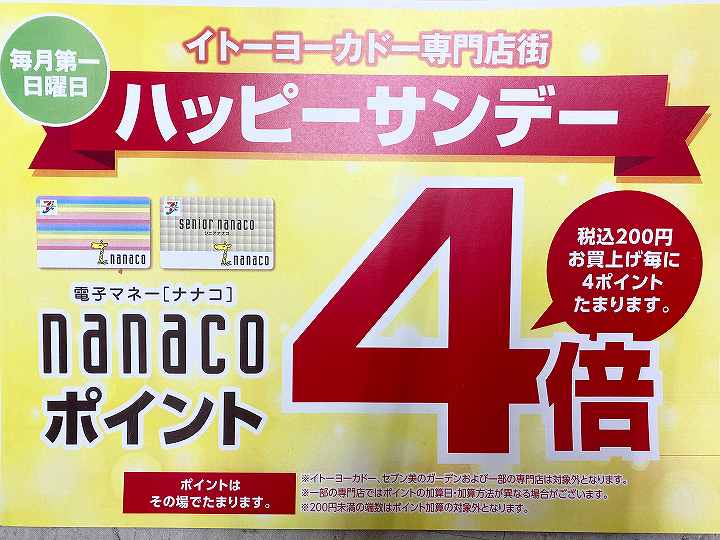 毎月第一
日曜日
イトーヨーカドー専門店街
ハッピーサンデー
nanaco
senior nanaco
シニアナナコ
nanaco
電子マネー[ナナコ]
nanaco
ポイント
4倍
税込200円
お買上げ毎に
4ポイント
たまります。
ポイントは
その場でたまります。
※イトーヨーカドー、セブン美のガーデンおよび一部の専門店は対象外となります。
※一部の専門店ではポイントの加算日・加算方法が異なる場合がございます。
※200円未満の端数はポイント加算の対象外となります。